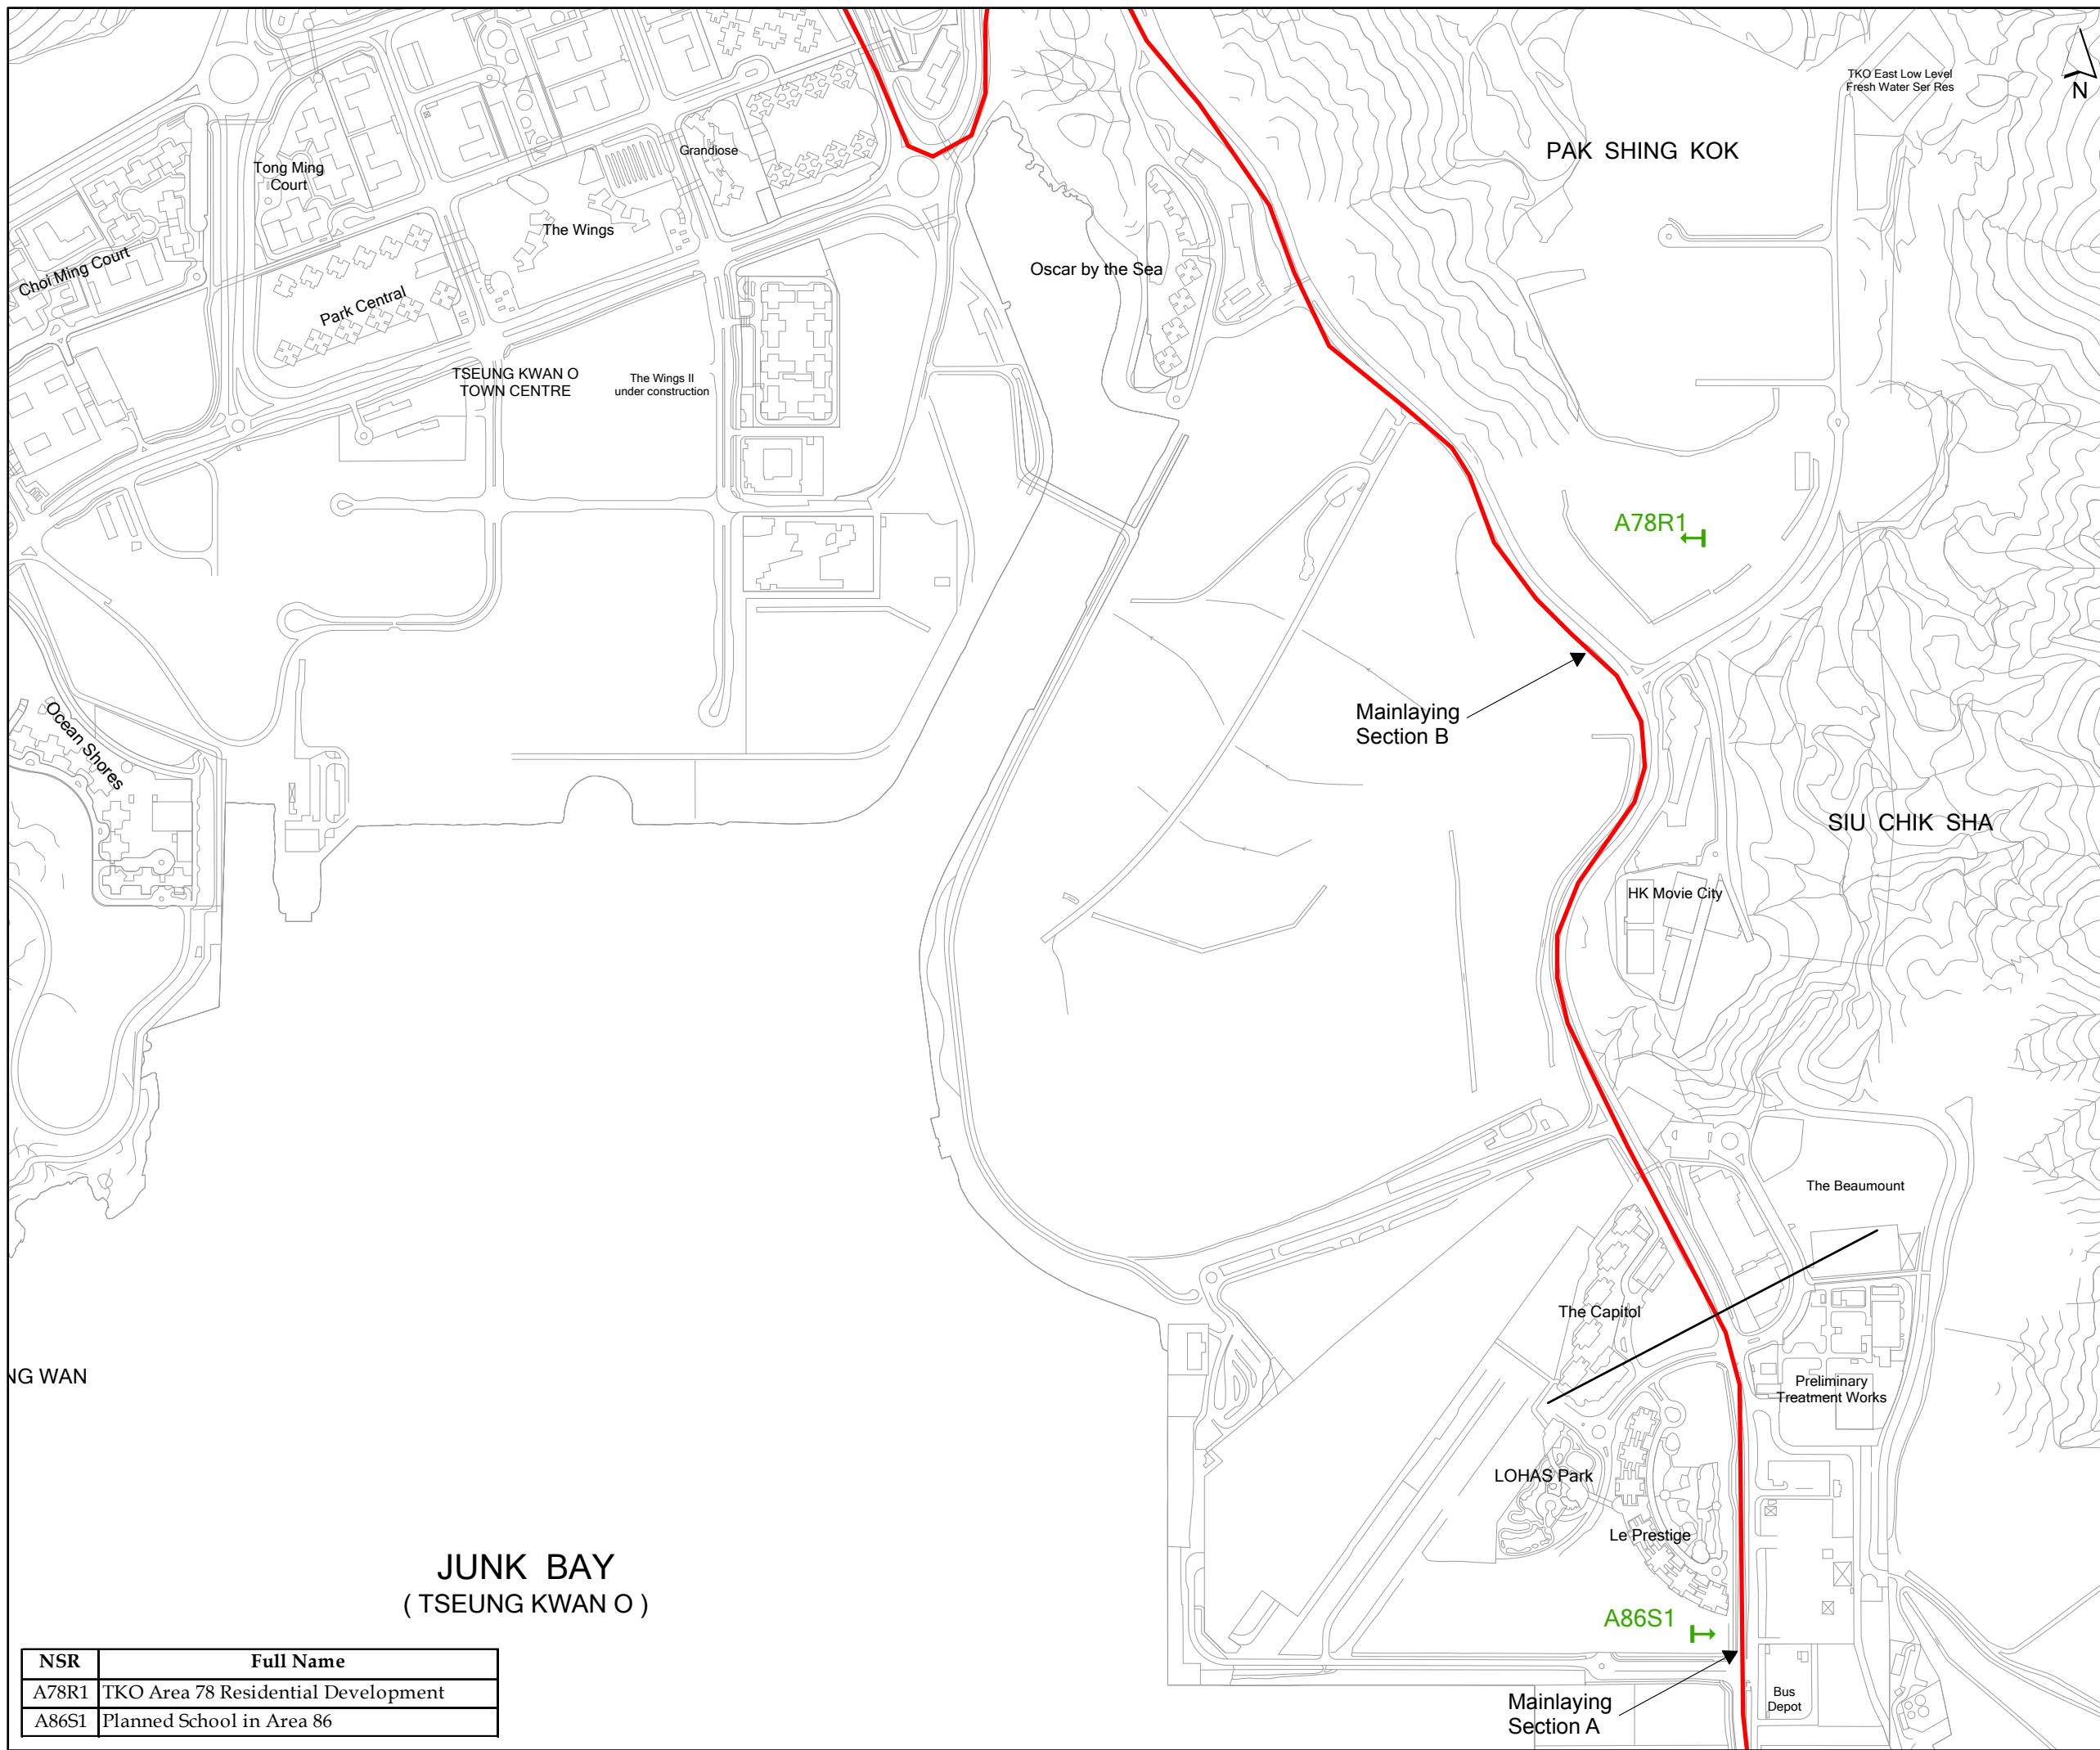 TKO East Low Level
Fresh Water Ser Res
N
PAK SHING KOK
Grandiose
Tong Ming
Court
The Wings
Choi Ming Court
Park Central
Oscar by the Sea
TSEUNG KWAN O
TOWN CENTRE
The Wings II
under construction
A78R1
Mainlaying
Section B
Ocean Shores
SIU CHIK SHA
HK Movie City
The Beaumount
The Capitol
NG WAN
Preliminary
Treatment Works
LOHAS Park
Le Prestige
JUNK BAY
( TSEUNG KWAN O )
A86S1
Mainlaying
Section A
Bus
Depot
NSR Full Name
A78R1 TKO Area 78 Residential Development
A86S1 Planned School in Area 86